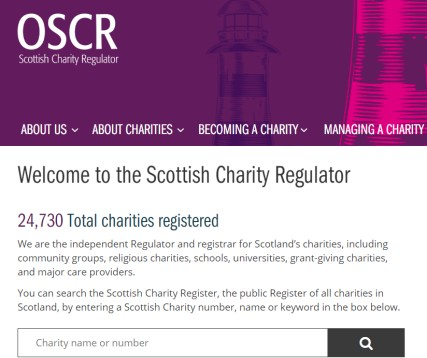 OSCR
Scottish Charity Regulator
ABOUT US ABOUT CHARITIES BECOMING A CHARITY MANAGING A CHARITY
Welcome to the Scottish Charity Regulator
24,730 Total charities registered
We are the independent Regulator and registrar for Scotland's charities, including
community groups, religious charities, schools, universities, grant-giving charities,
and major care providers.
You can search the Scottish Charity Register, the public Register of all charities in
Scotland, by entering a Scottish Charity number, name or keyword in the box below.
Charity name or number